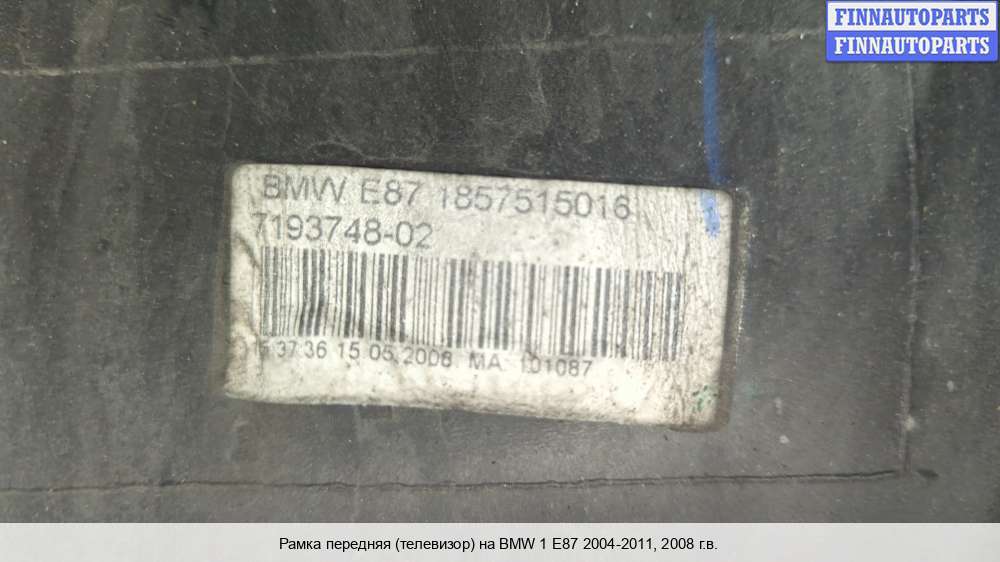 FINNAUTOPARTS
FINNAUTOPARTS
BMW E87 1857515016
7193748-02
37:36 15.05.2008 MA: 101087
Рамка передняя (телевизор) на BMW 1 E87 2004-2011, 2008 г.в.